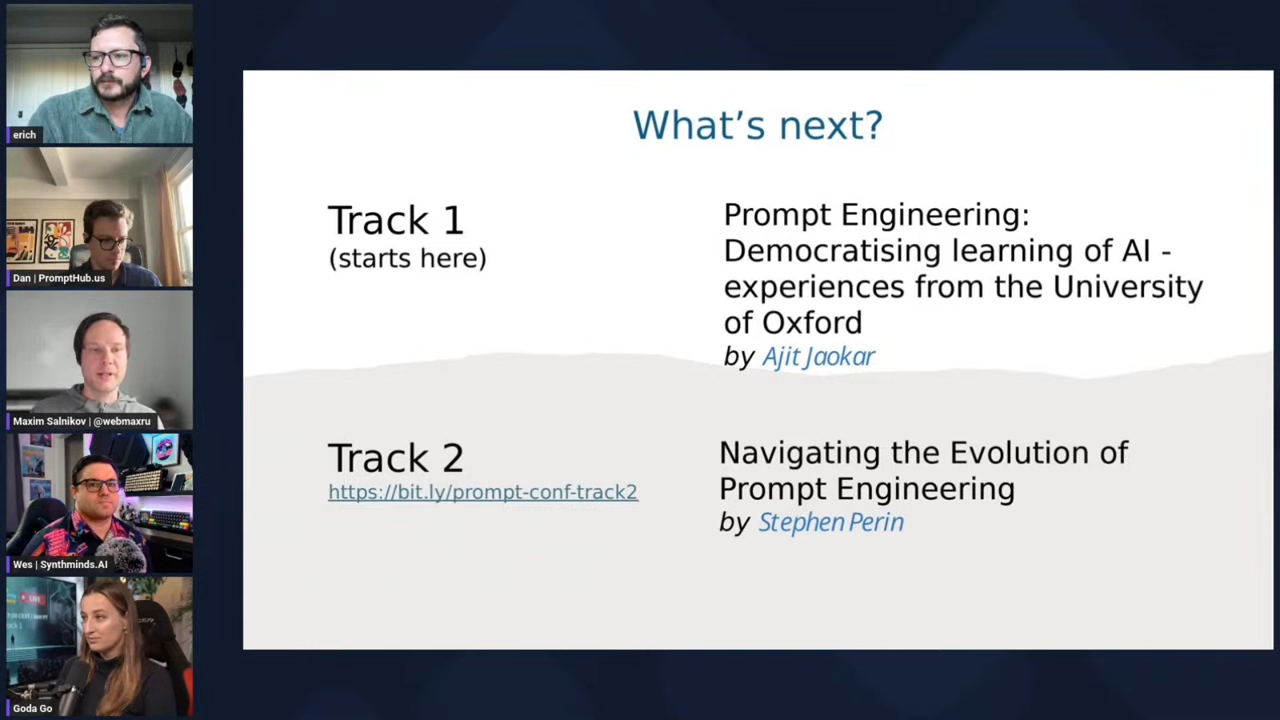 erich
Dan | PromptHub.us
Maxim Salnikov | @webmaxru
Wes | Synthminds.AI
Goda Go
What's next?
Track 1
(starts here)
Prompt Engineering:
Democratising learning of AI -
experiences from the University
of Oxford
by Ajit Jaokar
Track 2
https://bit.ly/prompt-conf-track2
Navigating the Evolution of
Prompt Engineering
by Stephen Perin